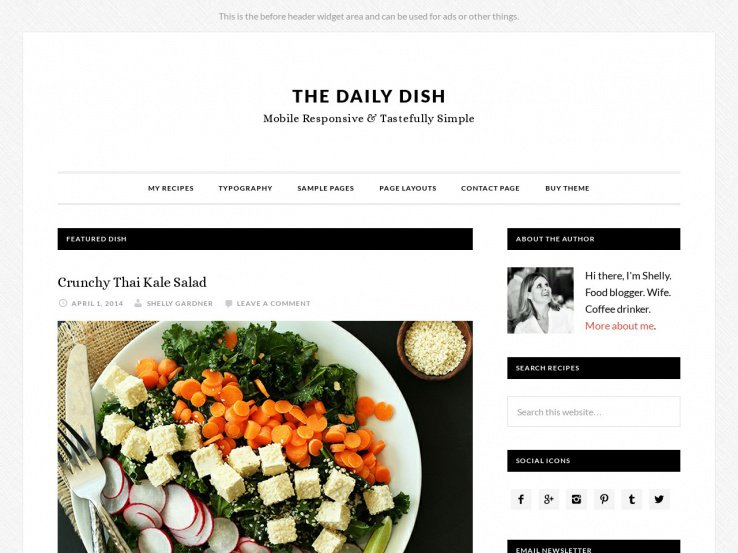 This is the before header widget area and can be used for ads or other things.
THE DAILY DISH
Mobile Responsive & Tastefully Simple
MY RECIPES TYPOGRAPHY SAMPLE PAGES PAGE LAYOUTS CONTACT PAGE BUY THEME
FEATURED DISH
Crunchy Thai Kale Salad
APRIL 1, 2014 SHELLY GARDNER LEAVE A COMMENT
ABOUT THE AUTHOR
Hi there, I'm Shelly.
Food blogger. Wife.
Coffee drinker.
More about me.
SEARCH RECIPES
Search this website…
SOCIAL ICONS
EMAIL NEWSLETTER